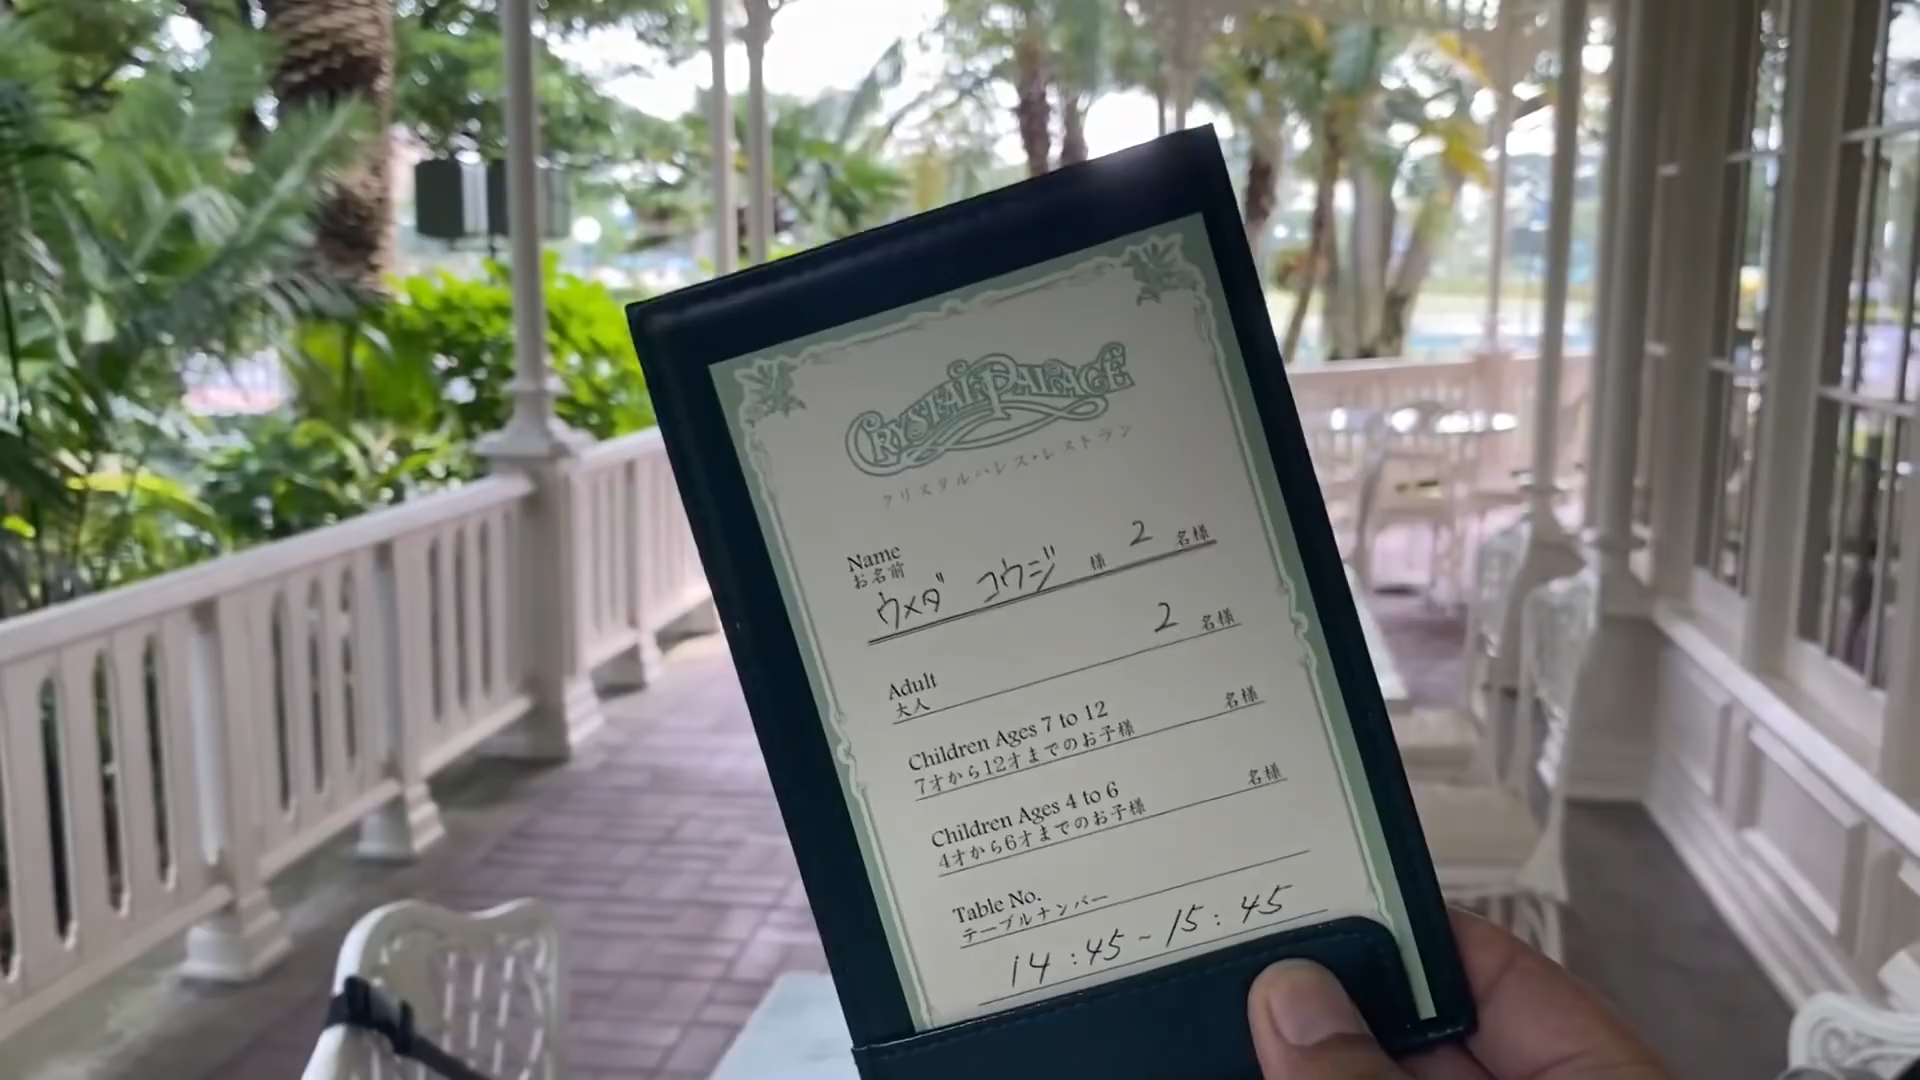 CRYSTAL PALACE
クリスタルパレス・レストラン
Name
お名前
ウメダ コウジ 様 2 名様
2 名様
Adult
大人
Children Ages 7 to 12
7才から12才までのお子様 名様
Children Ages 4 to 6
4才から6才までのお子様 名様
Table No.
テーブルナンバー
14:45~15:45